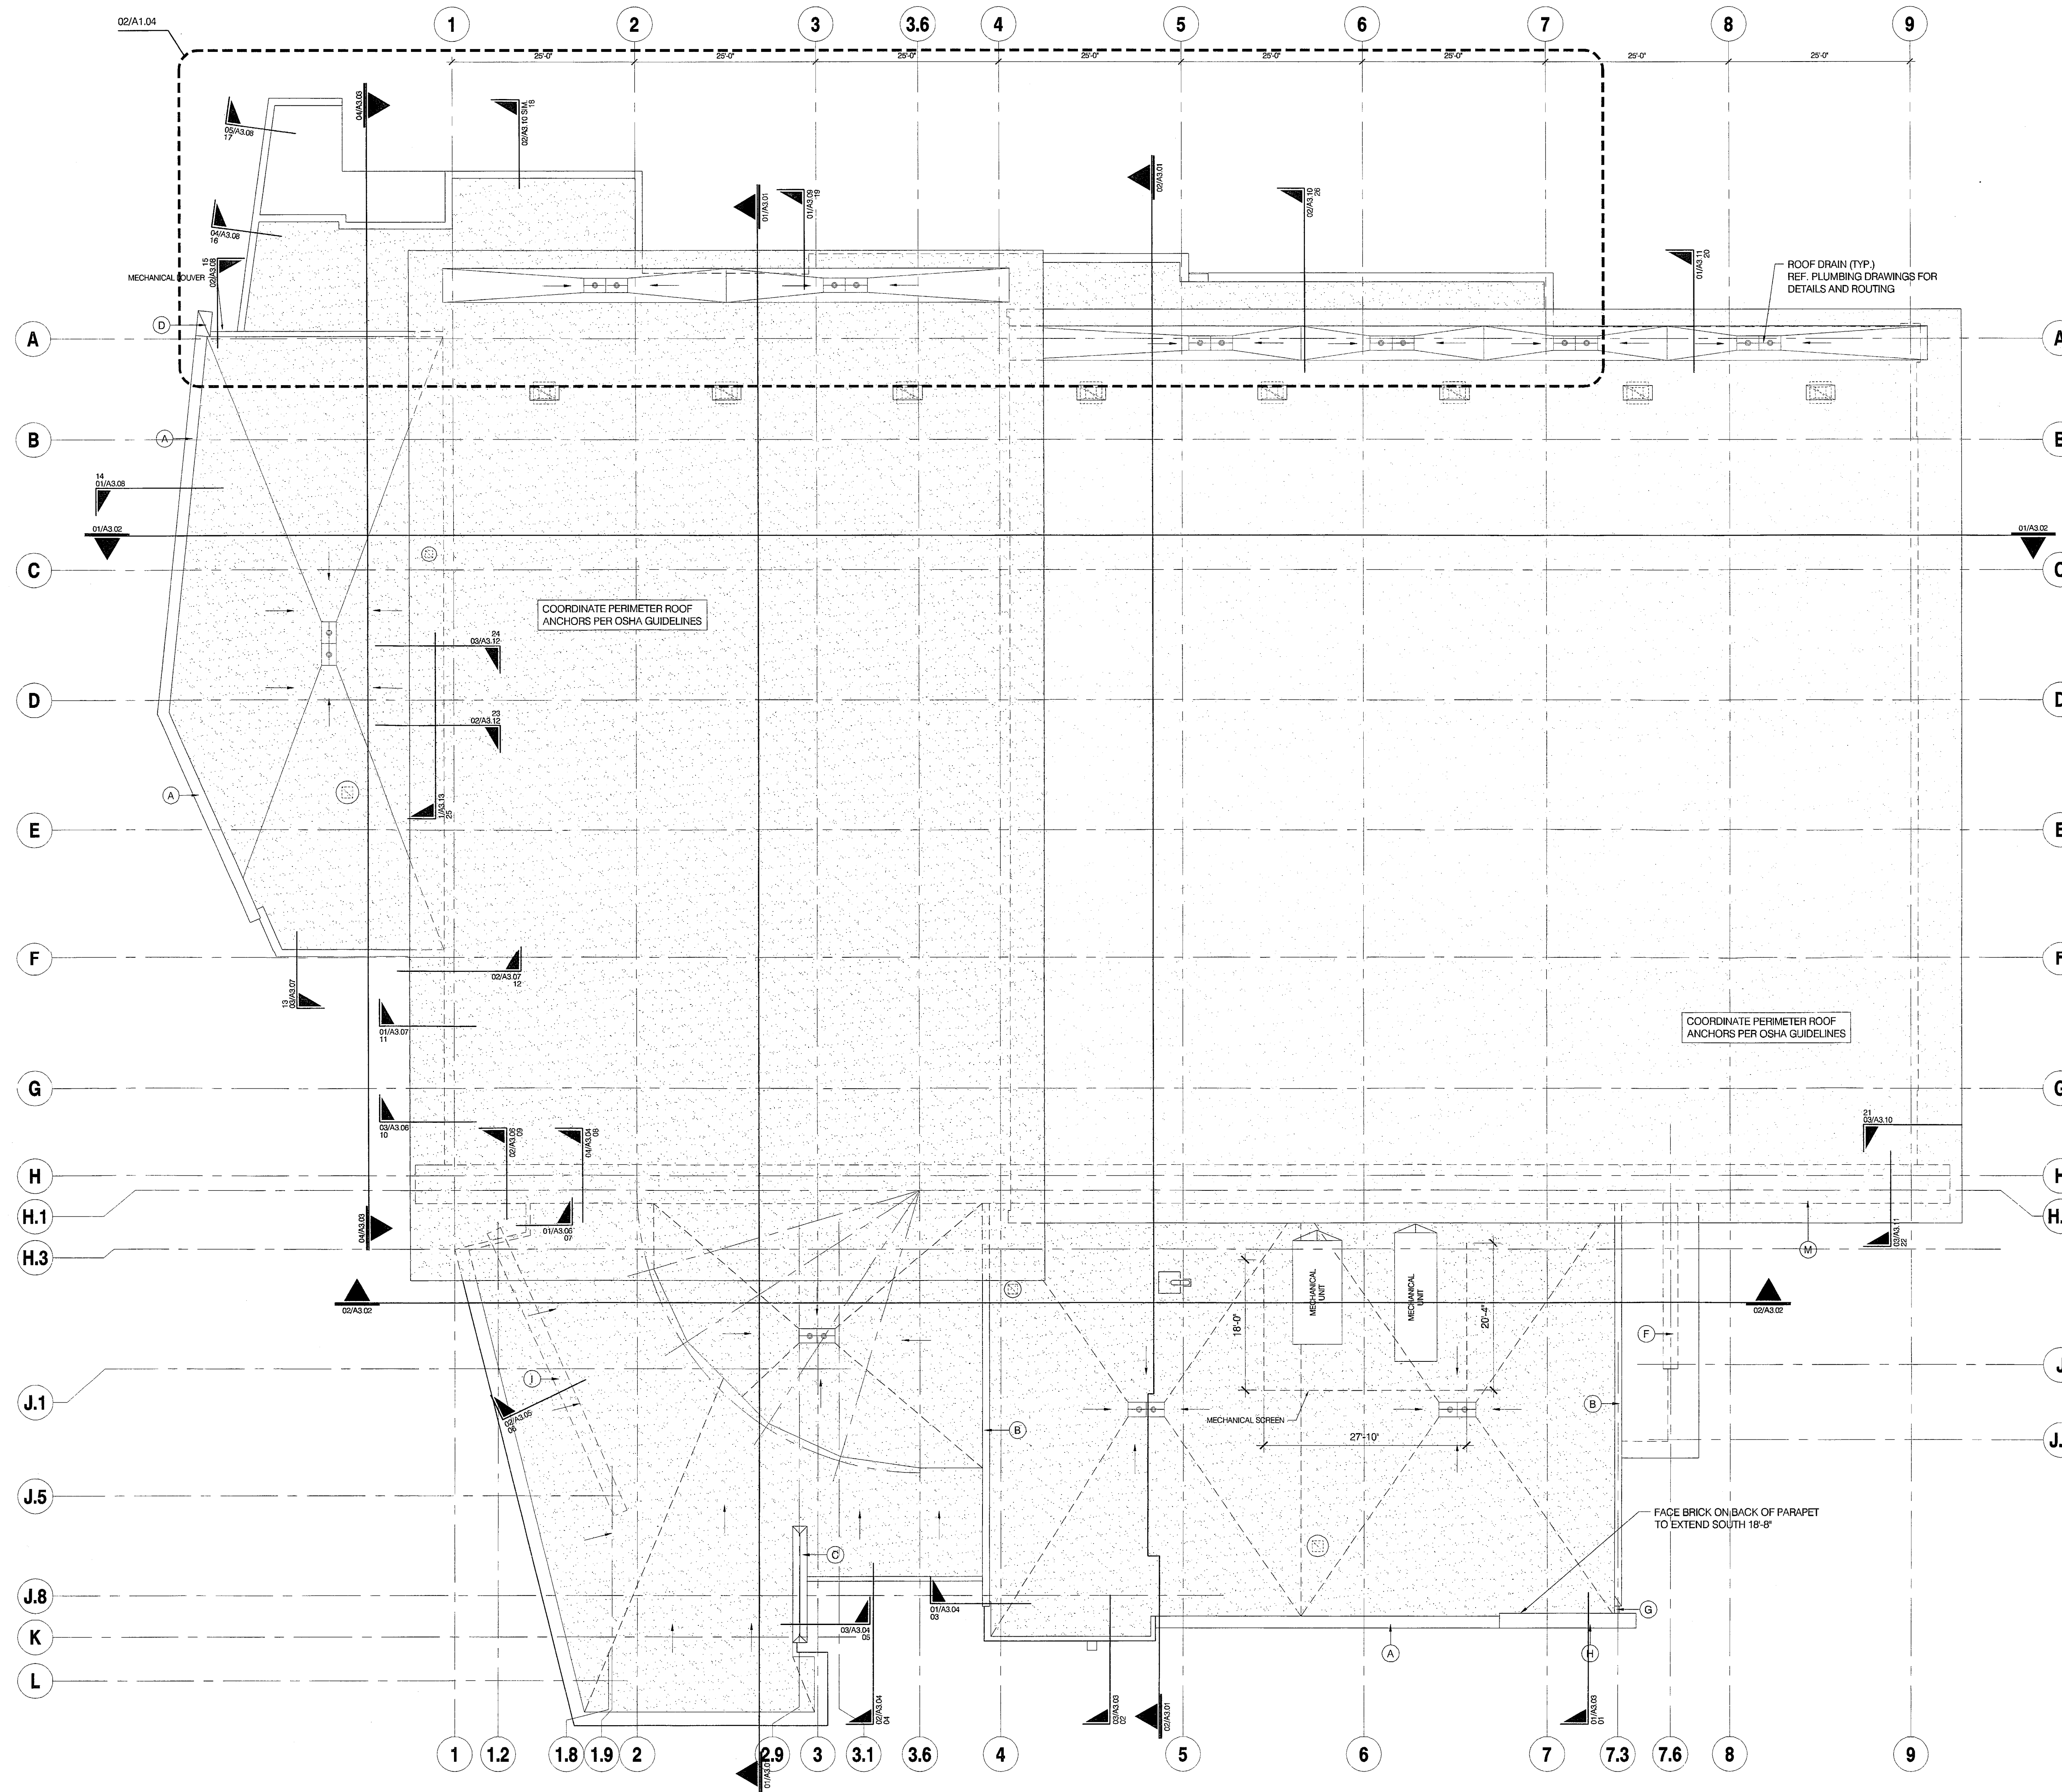 02/A1.04
1
2
3
3.6
4
5
6
7
8
9
25'-0"
25'-0"
25'-0"
25'-0"
25'-0"
25'-0"
25'-0"
25'-0"
05/A3.08
17
04/A3.03
02/A3.10 SIM.
18
01/A3.01
01/A3.09
19
02/A3.01
02/A3.10
26
01/A3.11
20
04/A3.08
16
15
02/A3.08
MECHANICAL LOUVER
ROOF DRAIN (TYP.)
REF. PLUMBING DRAWINGS FOR
DETAILS AND ROUTING
D
A
A
A
B
14
01/A3.08
01/A3.02
01/A3.02
C
COORDINATE PERIMETER ROOF
ANCHORS PER OSHA GUIDELINES
24
03/A3.12
D
D
23
02/A3.12
A
1/A3.13
25
E
F
02/A3.07
12
13
03/A3.07
01/A3.07
11
COORDINATE PERIMETER ROOF
ANCHORS PER OSHA GUIDELINES
G
03/A3.06
10
02/A3.06
09
04/A3.04
08
21
03/A3.10
H
H
H.1
04/A3.03
01/A3.06
07
M
03/A3.11
22
H.3
MECHANICAL
UNIT
MECHANICAL
UNIT
02/A3.02
02/A3.02
18'-0"
20'-4"
F
J
J.1
02/A3.05
06
MECHANICAL SCREEN
27'-10"
B
B
J.5
FACE BRICK ON BACK OF PARAPET
TO EXTEND SOUTH 18'-8"
C
J.8
01/A3.04
03
G
K
03/A3.04
05
A
H
L
02/A3.04
04
03/A3.03
02
02/A3.01
01/A3.03
01
1
1.2
1.8
1.9
2
2.9
3
3.1
3.6
4
5
6
7
7.3
7.6
8
9
01/A3.01